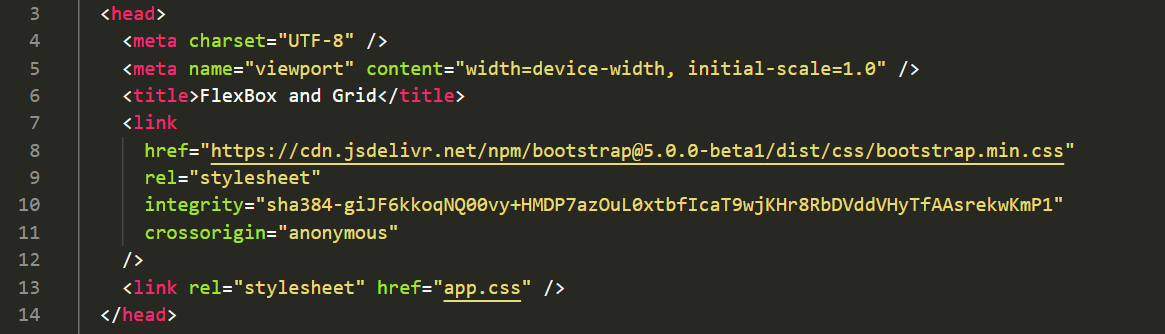 3 <head>
4 <meta charset="UTF-8" />
5 <meta name="viewport" content="width=device-width, initial-scale=1.0" />
6 <title>FlexBox and Grid</title>
7 <link
8 href="https://cdn.jsdelivr.net/npm/bootstrap@5.0.0-beta1/dist/css/bootstrap.min.css"
9 rel="stylesheet"
10 integrity="sha384-giJF6kkoqNQ00vy+HMDP7azOuL0xtbfIcaT9wjKHr8RbDVddVHyTfAAsrekwKmP1"
11 crossorigin="anonymous"
12 />
13 <link rel="stylesheet" href="app.css" />
14 </head>